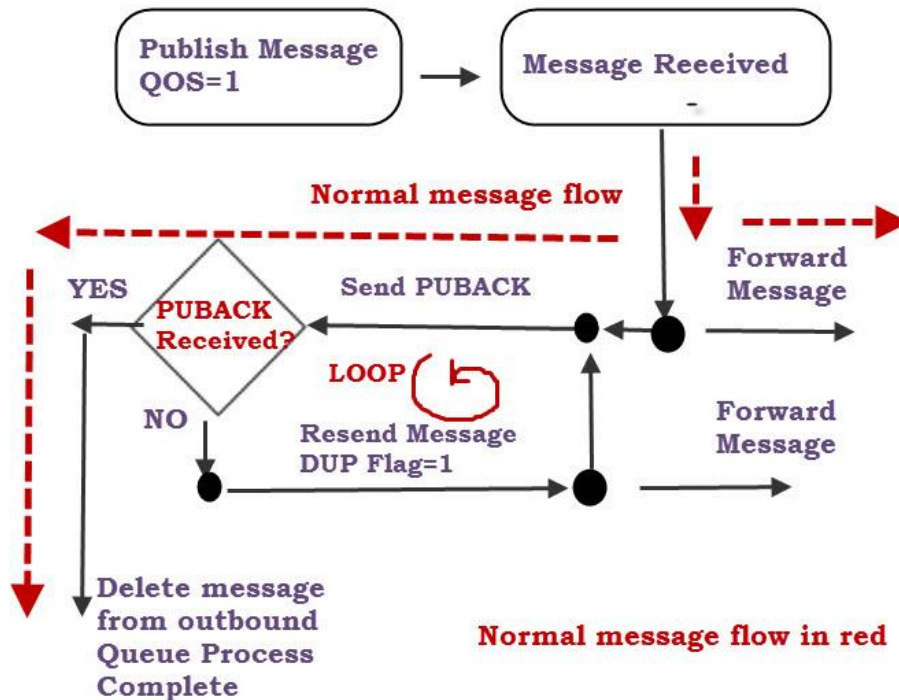 Publish Message
QOS=1
Message Reeeived
Normal message flow
Forward
Message
YES
Send PUBACK
PUBACK
Received?
LOOP
NO
Resend Message
DUP Flag=1
Forward
Message
Delete message
from outbound
Queue Process
Complete
Normal message flow in red